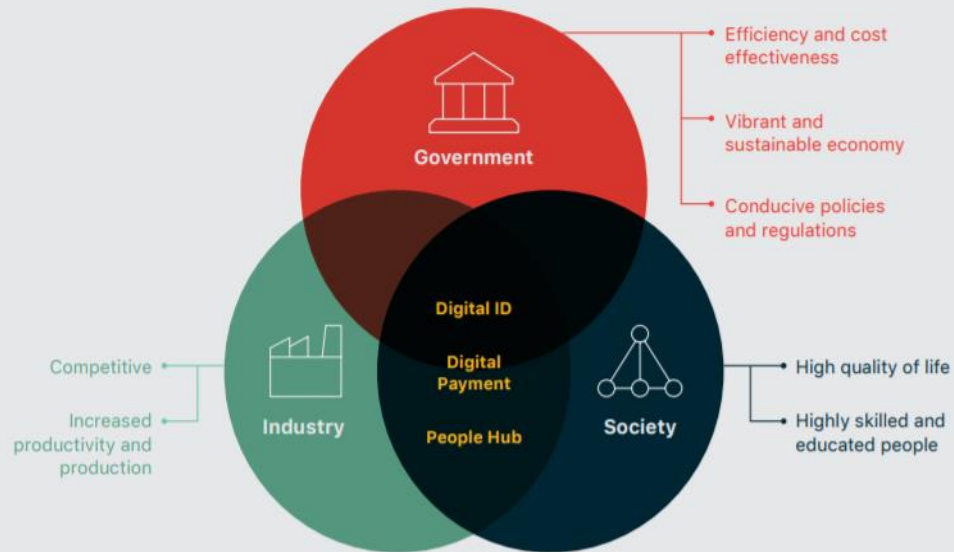 Efficiency and cost
effectiveness
Vibrant and
sustainable economy
Conducive policies
and regulations
Government
Digital ID
Digital
Payment
People Hub
Industry
Society
Competitive
Increased
productivity and
production
High quality of life
Highly skilled and
educated people